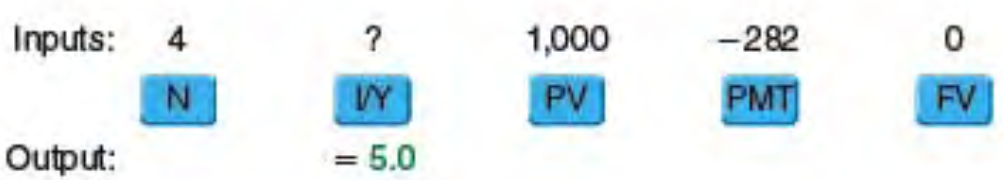 Inputs: 4 ? 1,000 −282 0
N I/Y PV PMT FV
Output: = 5.0